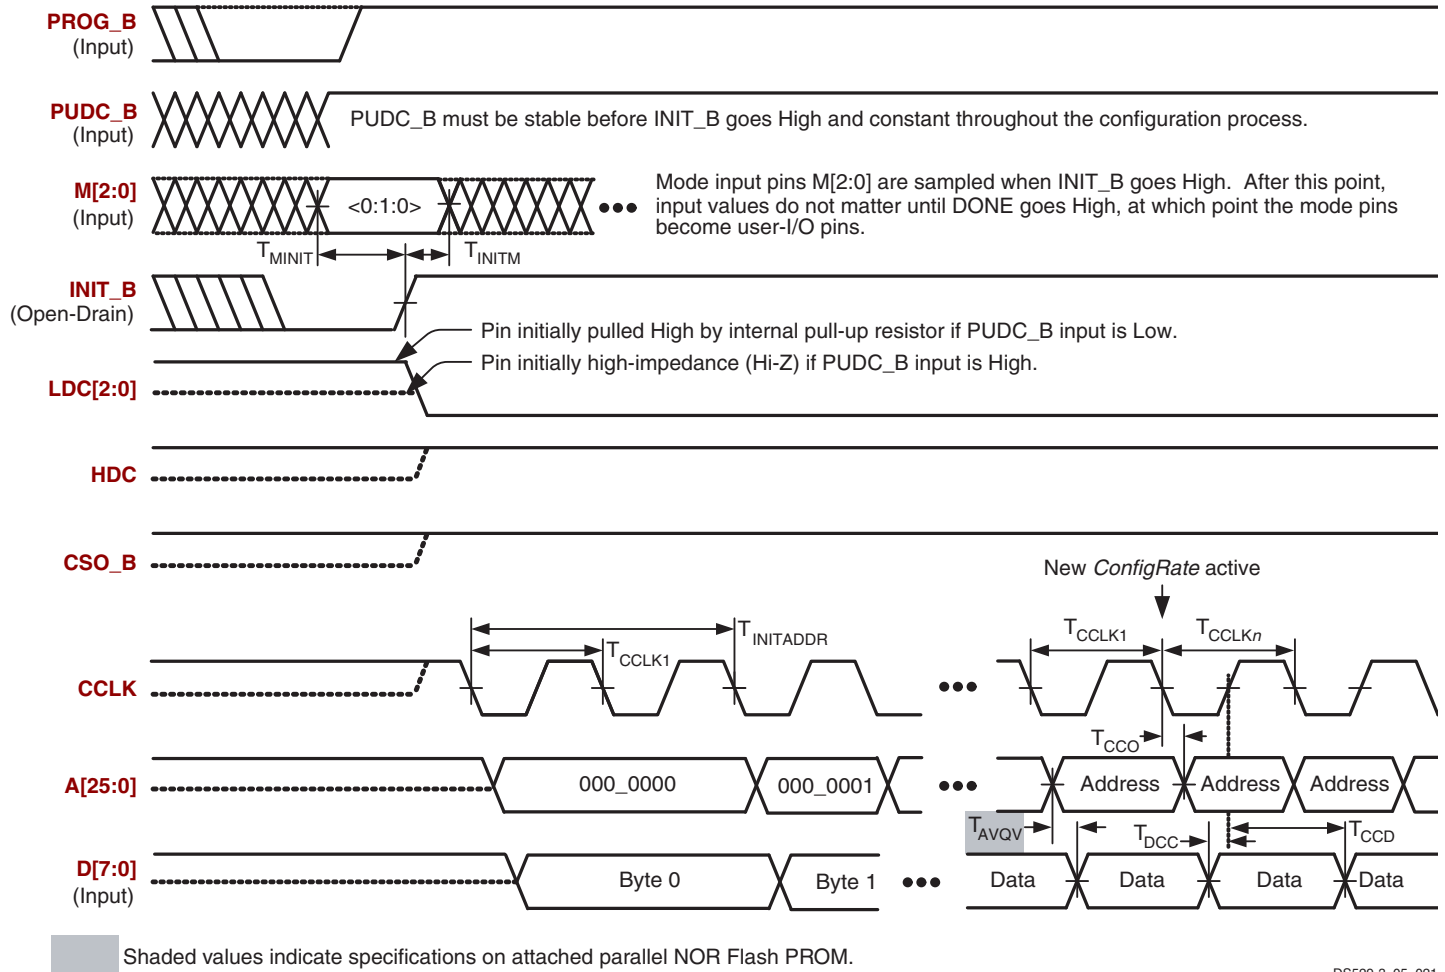 PROG_B
(Input)
PUDC_B
(Input)
PUDC_B must be stable before INIT_B goes High and constant throughout the configuration process.
M[2:0]
(Input)
<0:1:0>
Mode input pins M[2:0] are sampled when INIT_B goes High. After this point,
input values do not matter until DONE goes High, at which point the mode pins
become user-I/O pins.
TMINIT
TINITM
INIT_B
(Open-Drain)
Pin initially pulled High by internal pull-up resistor if PUDC_B input is Low.
Pin initially high-impedance (Hi-Z) if PUDC_B input is High.
LDC[2:0]
HDC
CSO_B
New ConfigRate active
TINITADDR
TCCLK1
TCCLK1
TCCLKn
CCLK
TCCO
A[25:0]
000_0000
000_0001
Address
Address
Address
TAVQV
TDCC
TCCD
D[7:0]
(Input)
Byte 0
Byte 1
Data
Data
Data
Data
Shaded values indicate specifications on attached parallel NOR Flash PROM.